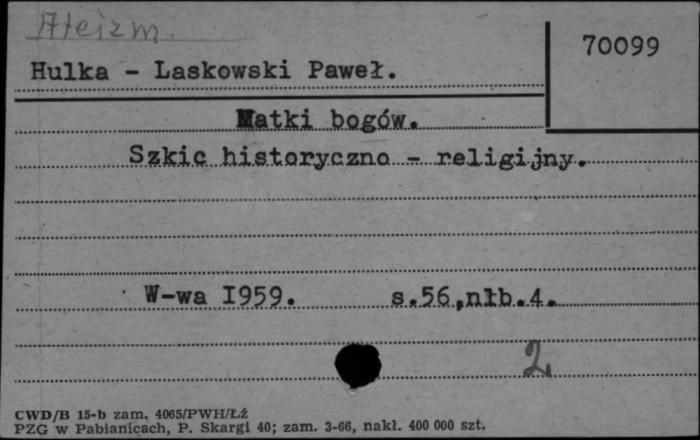 Ateizm.
70099
Hulka - Laskowski Paweł.
Matki bogów.
Szkic historyczno - religijny.
W-wa I959. s.56,nłb.4.
2
CWD/B 15-b zam. 4065/PWH/Łź
PZG w Pabianicach, P. Skargi 40; zam. 3-66, nakł. 400 000 szt.